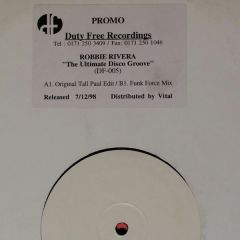 PROMO
Duty Free Recordings
Tel : 0171 250 3409 / Fax: 0171 250 1046
ROBBIE RIVERA
"The Ultimate Disco Groove"
(DF-005)
A1. Original Tall Paul Edit / B1. Funk Force Mix
Released 7/12/98 Distributed by Vital